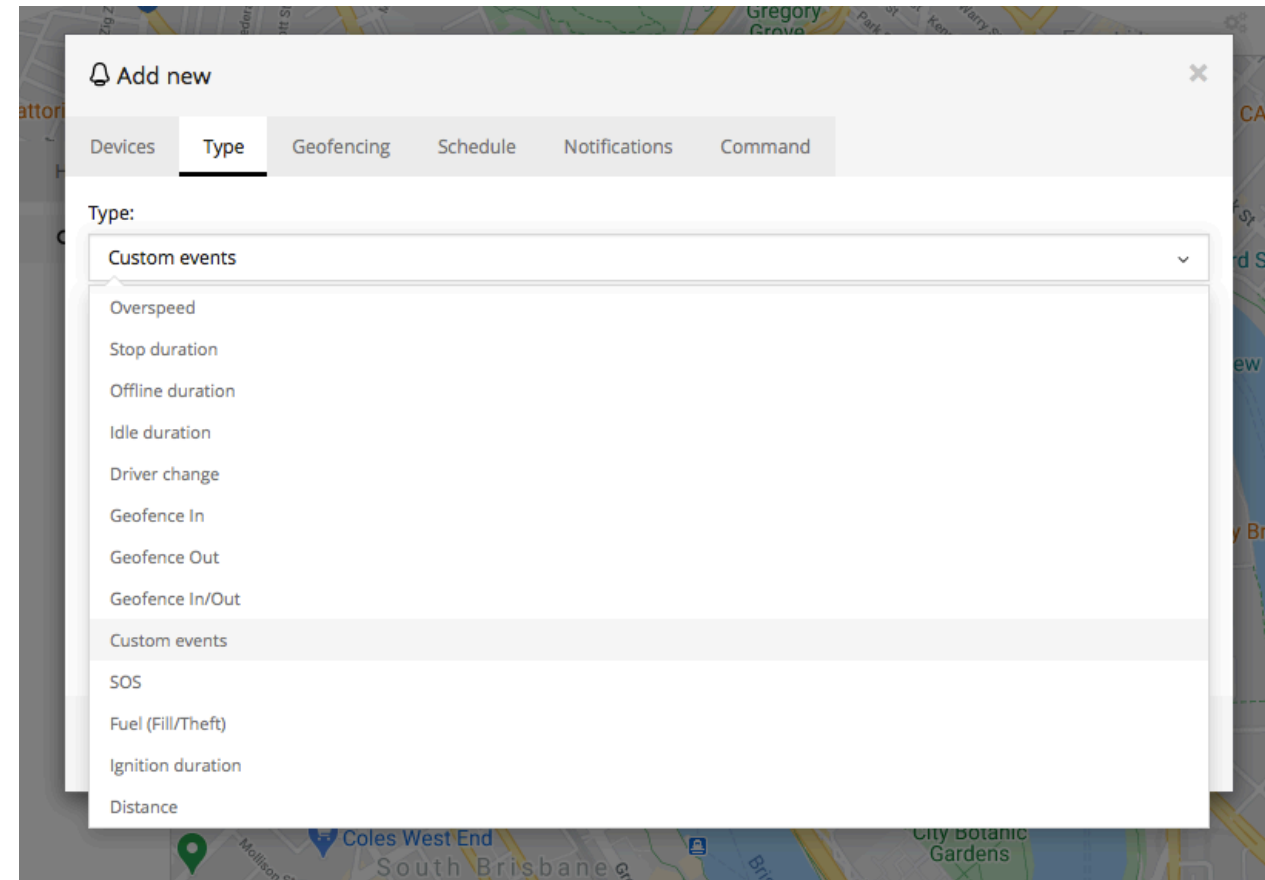 Gregory
Grove
Add new
Devices Type Geofencing Schedule Notifications Command
Type:
Custom events
Overspeed
Stop duration
Offline duration
Idle duration
Driver change
Geofence In
Geofence Out
Geofence In/Out
Custom events
SOS
Fuel (Fill/Theft)
Ignition duration
Distance
Coles West End
City Botanic
Gardens
South Brisbane